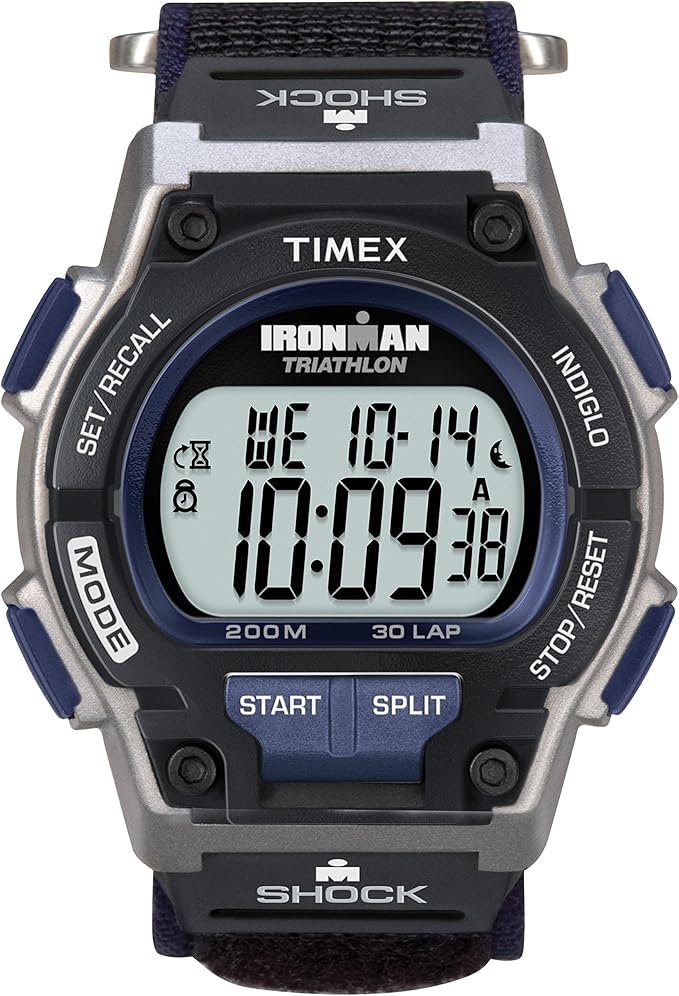 SHOCK
TIMEX
IRONMAN
TRIATHLON
SET/RECALL
INDIGLO
WE 10-14
A
10:09 38
MODE
STOP/RESET
200M 30 LAP
START SPLIT
SHOCK